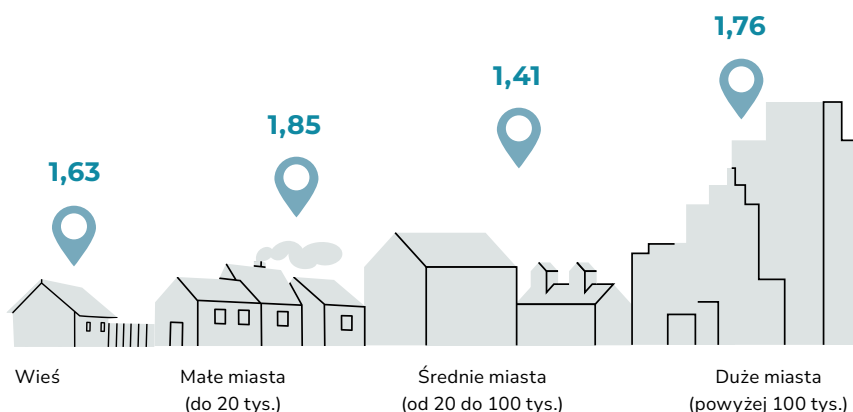 1,76
1,41
1,85
1,63
Wieś
Małe miasta
(do 20 tys.)
Średnie miasta
(od 20 do 100 tys.)
Duże miasta
(powyżej 100 tys.)